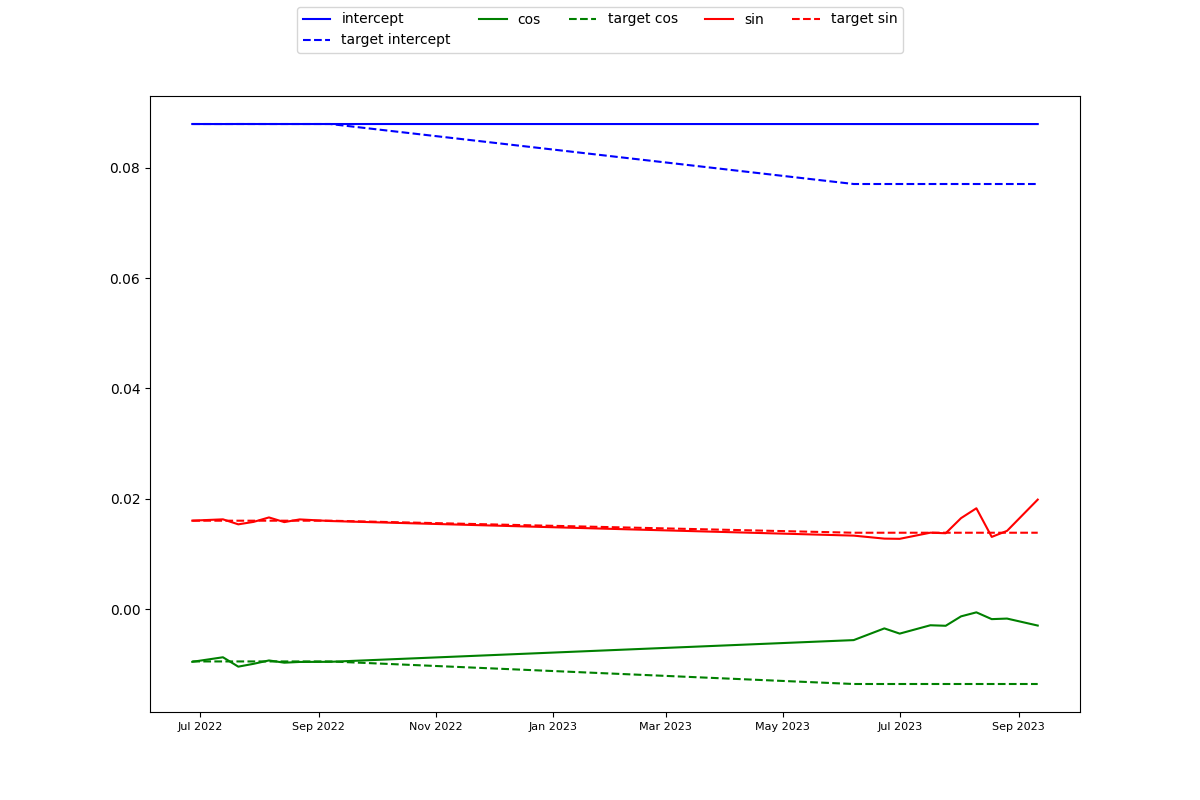 intercept cos target cos sin target sin
target intercept
0.08
0.06
0.04
0.02
0.00
Jul 2022 Sep 2022 Nov 2022 Jan 2023 Mar 2023 May 2023 Jul 2023 Sep 2023